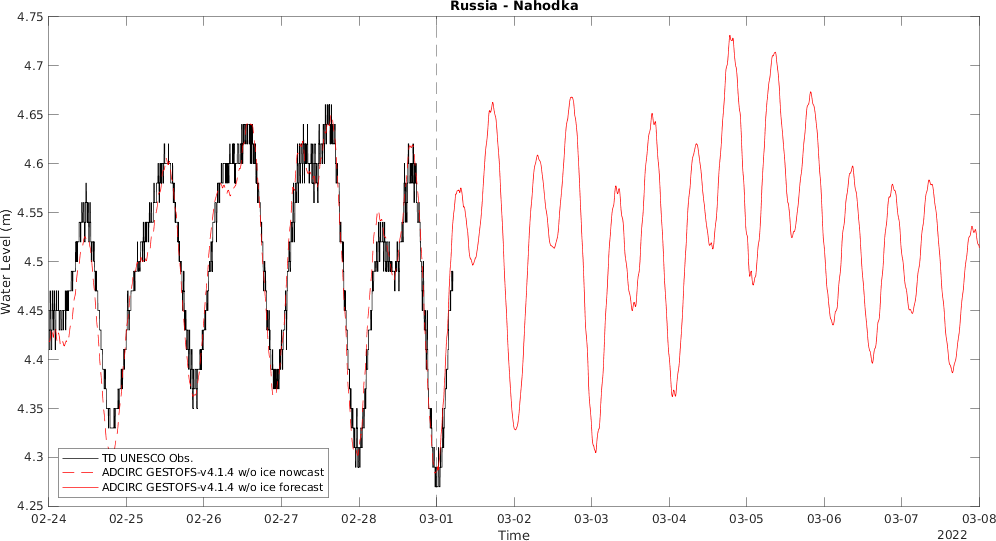 Russia - Nahodka
4.75
4.7
4.65
4.6
4.55
4.5
4.45
4.4
4.35
4.3
4.25
Water Level (m)
TD UNESCO Obs.
ADCIRC GESTOFS-v4.1.4 w/o ice nowcast
ADCIRC GESTOFS-v4.1.4 w/o ice forecast
02-24 02-25 02-26 02-27 02-28 03-01 03-02 03-03 03-04 03-05 03-06 03-07 03-08
Time
2022